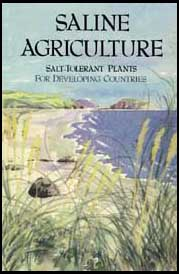 SALINE
AGRICULTURE
SALT-TOLERANT PLANTS
FOR DEVELOPING COUNTRIES